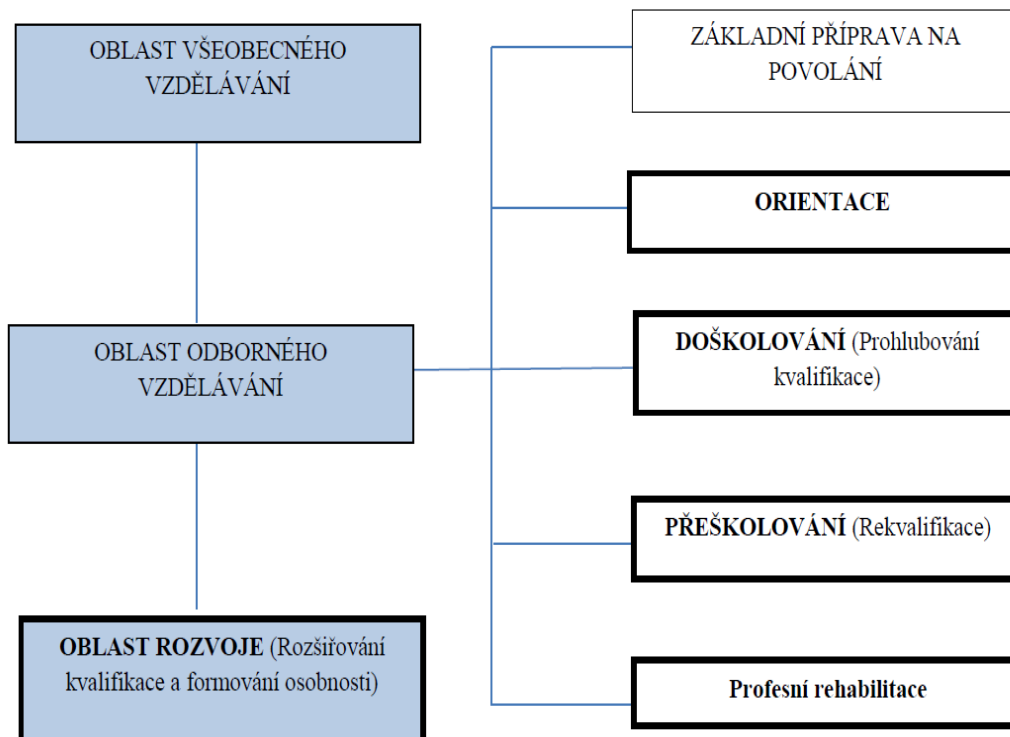 OBLAST VŠEOBECNÉHO
VZDĚLÁVÁNÍ
OBLAST ODBORNÉHO
VZDĚLÁVÁNÍ
OBLAST ROZVOJE (Rozšiřování
kvalifikace a formování osobnosti)
ZÁKLADNÍ PŘÍPRAVA NA
POVOLÁNÍ
ORIENTACE
DOŠKOLOVÁNÍ (Prohlubování
kvalifikace)
PŘEŠKOLOVÁNÍ (Rekvalifikace)
Profesní rehabilitace